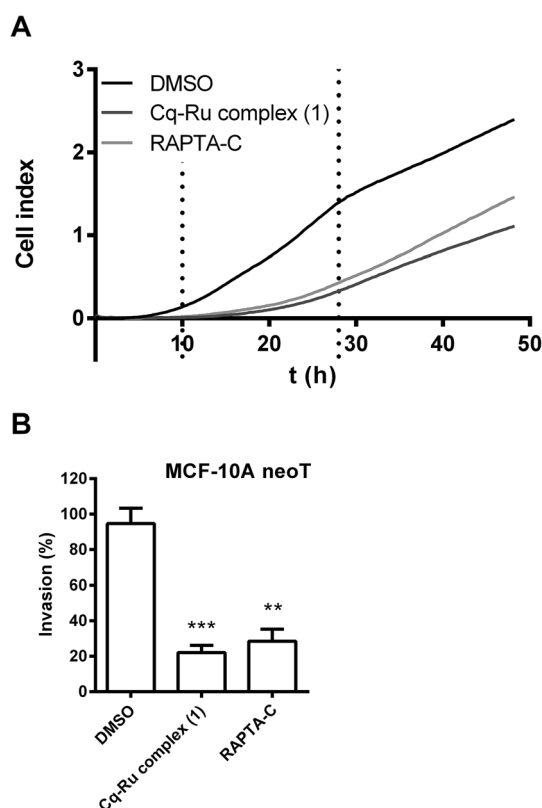 A
3
DMSO
Cq-Ru complex (1)
RAPTA-C
2
Cell index
1
0
10
20
30
40
50
t (h)
B
MCF-10A neoT
120
100
80
60
40
20
0
Invasion (%)
***
**
DMSO
Cq-Ru complex (1)
RAPTA-C